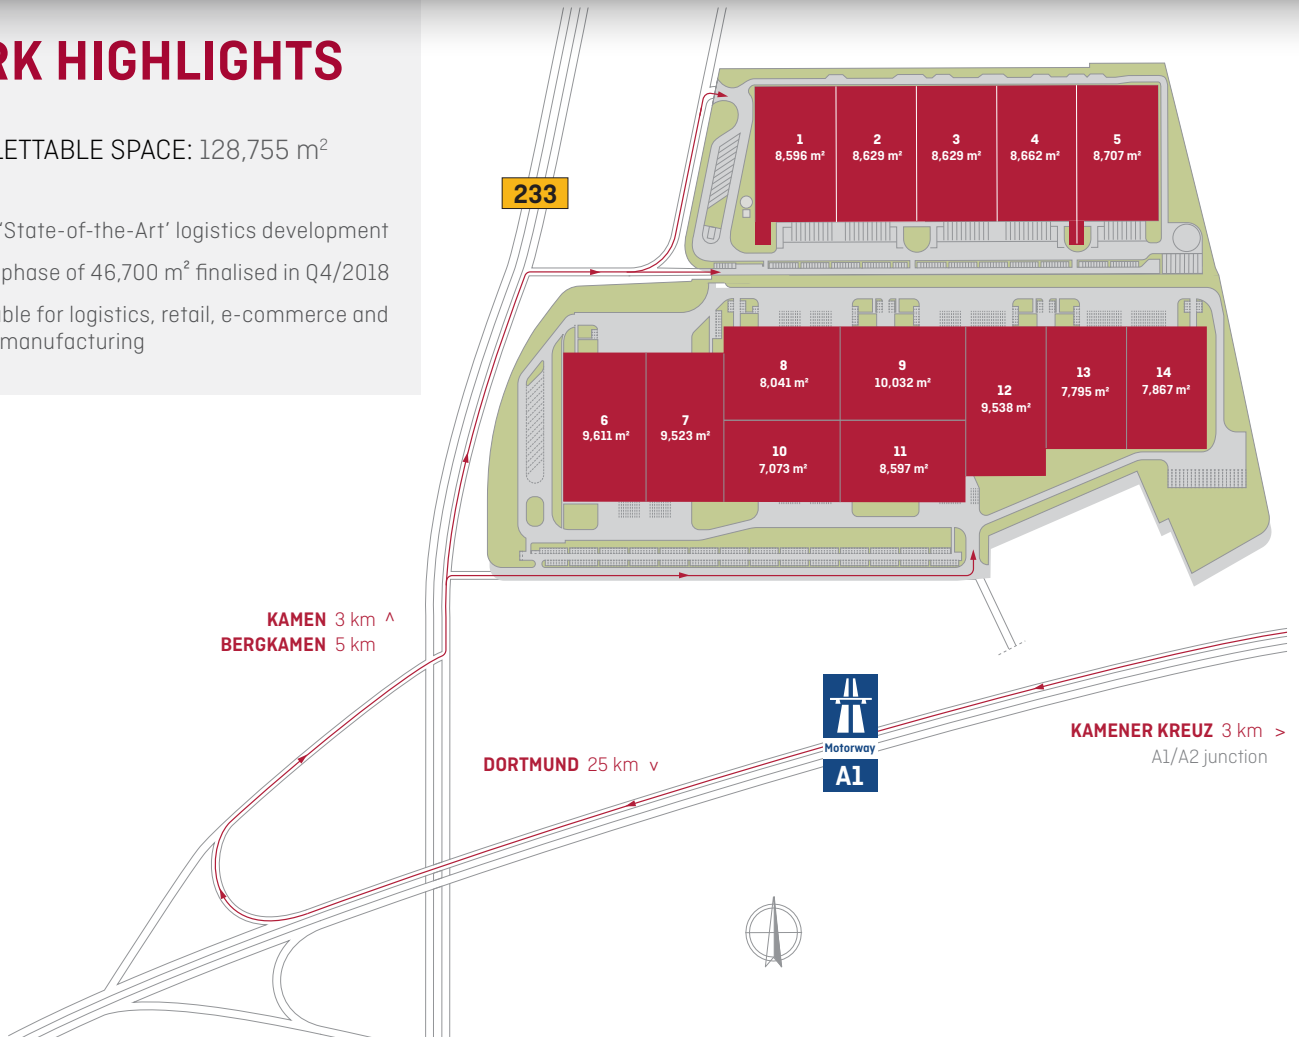 RK HIGHLIGHTS
LETTABLE SPACE: 128,755 m²
'State-of-the-Art' logistics development
phase of 46,700 m² finalised in Q4/2018
ble for logistics, retail, e-commerce and
manufacturing
233
1
8,596 m²
2
8,629 m²
3
8,629 m²
4
8,662 m²
5
8,707 m²
6
9,611 m²
7
9,523 m²
8
8,041 m²
9
10,032 m²
10
7,073 m²
11
8,597 m²
12
9,538 m²
13
7,795 m²
14
7,867 m²
KAMEN 3 km ^
BERGKAMEN 5 km
DORTMUND 25 km v
Motorway
A1
KAMENER KREUZ 3 km >
A1/A2 junction